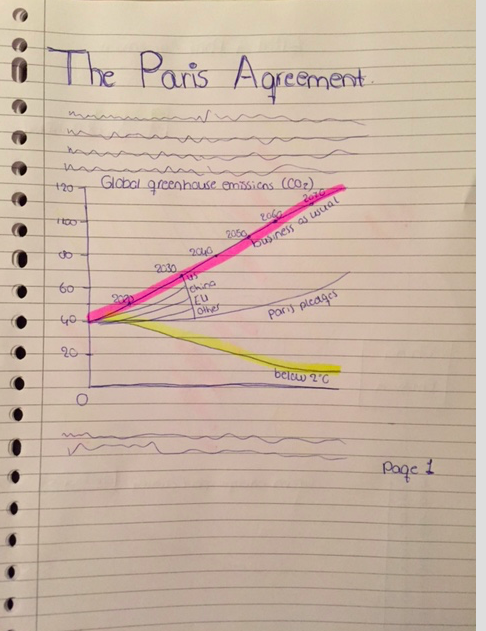 The Paris Agreement.
Global greenhouse emissions (CO₂)
120
100
80
60
40
20
0
2020
2030
2040
2050
2060
2070
business as usual
US
China
EU
Other
Paris pledges
below 2°C
Page 1